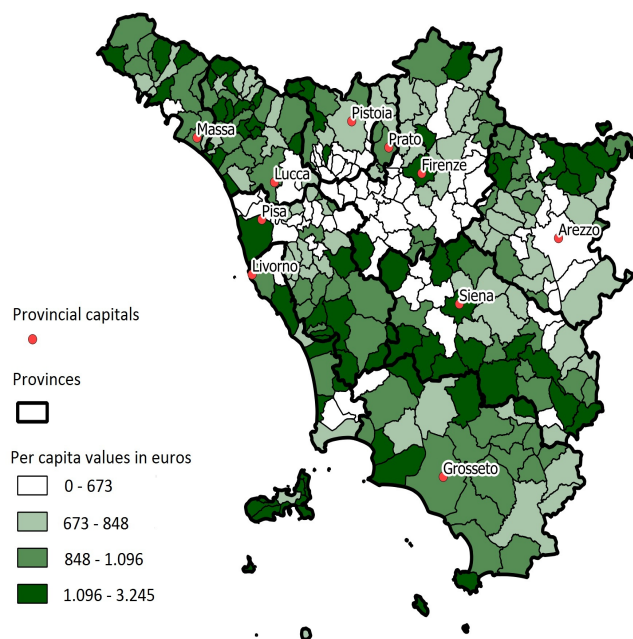 Pistoia
Massa
Prato
Firenze
Lucca
Pisa
Arezzo
Livorno
Siena
Grosseto
Provincial capitals
Provinces
Per capita values in euros
0 - 673
673 - 848
848 - 1.096
1.096 - 3.245